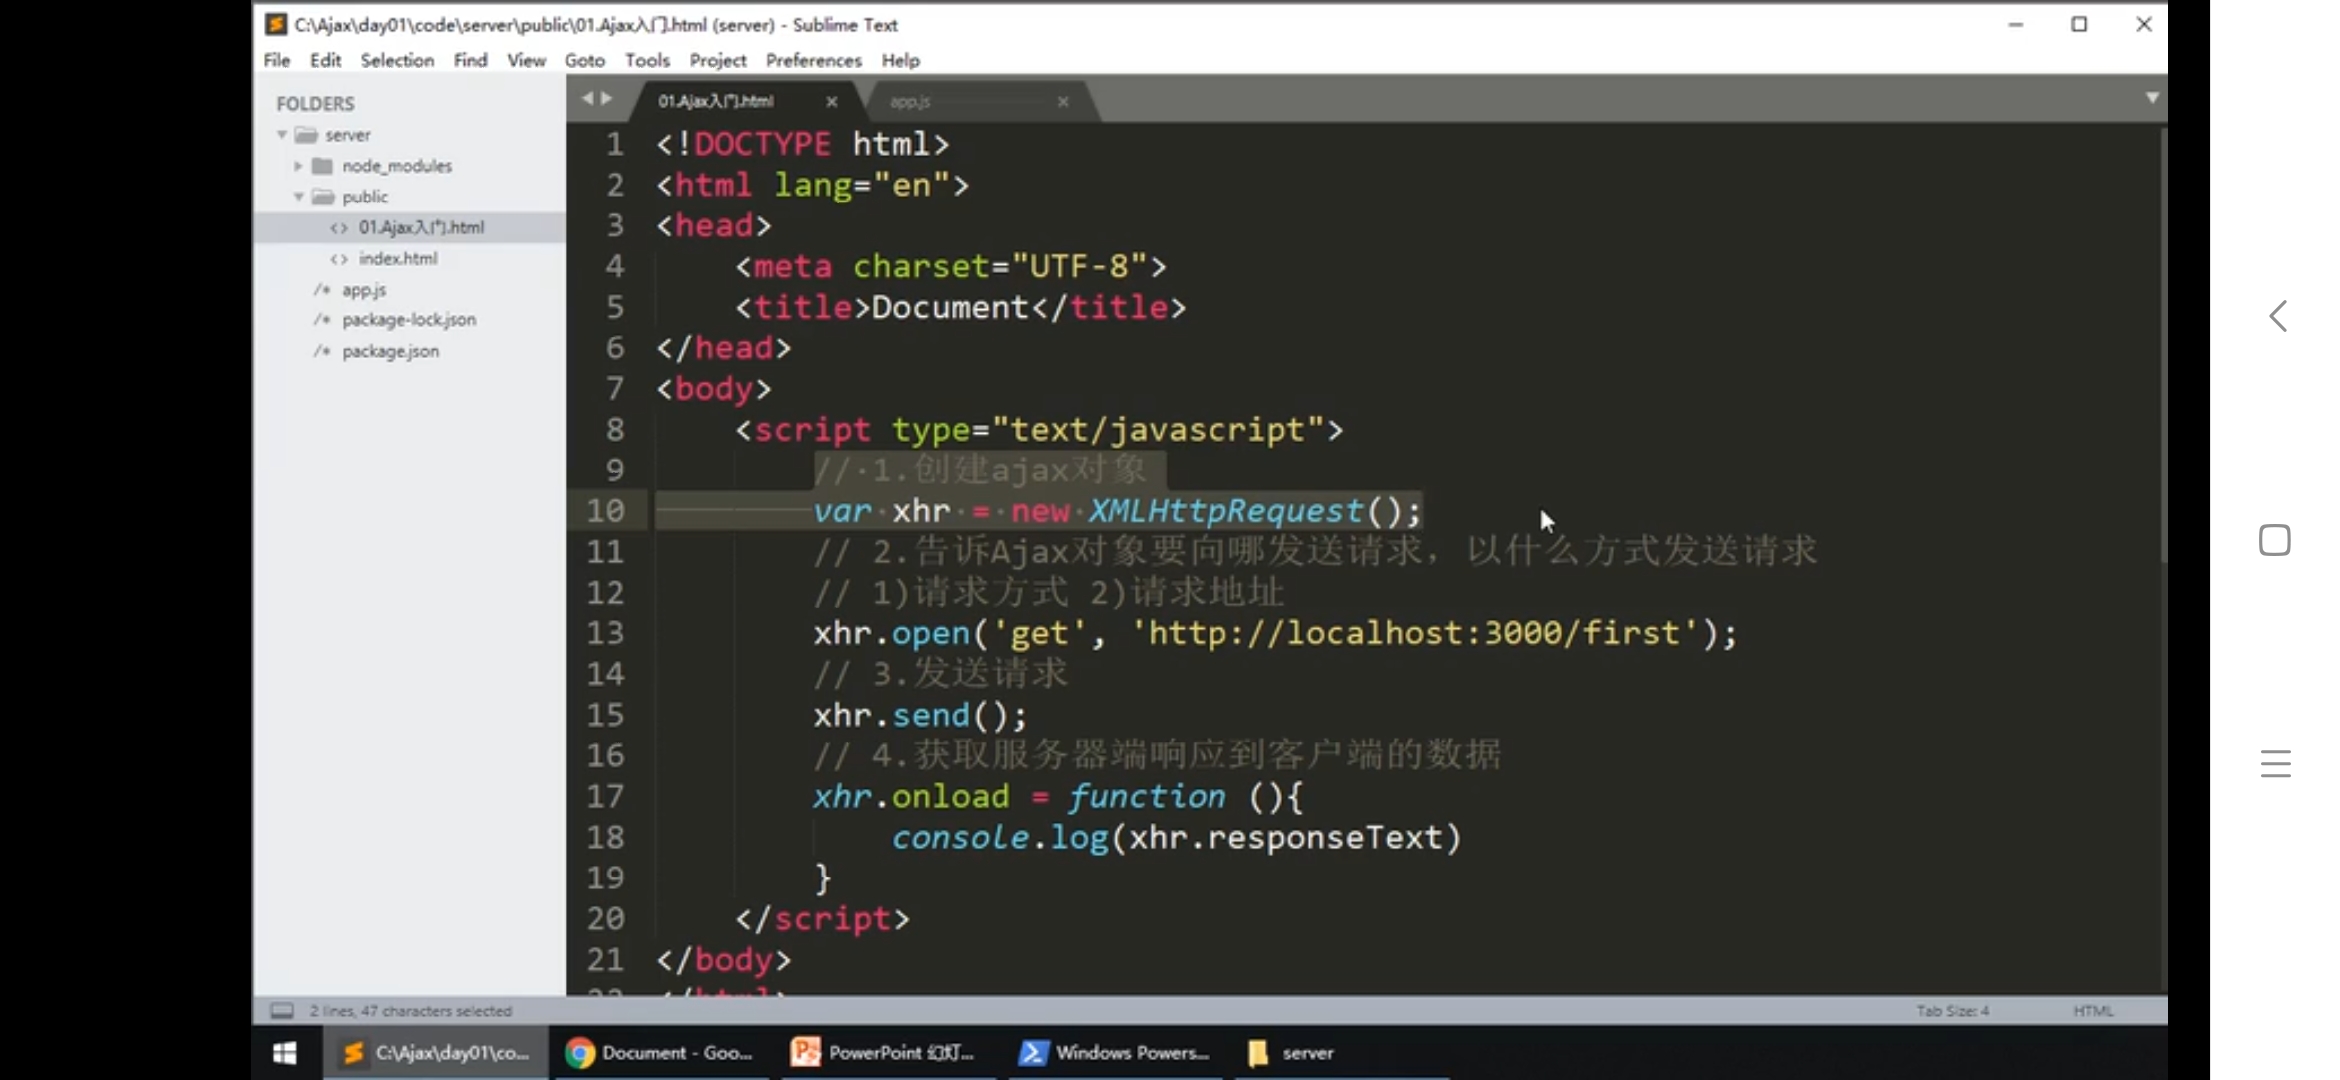 C:\Ajax\day01\code\server\public\01.Ajax入门.html (server) - Sublime Text
File Edit Selection Find View Goto Tools Project Preferences Help
FOLDERS
server
node_modules
public
<> 01.Ajax入门.html
<> index.html
/* app.js
/* package-lock.json
/* package.json
01.Ajax入门.html × app.js ×
1 <!DOCTYPE html>
2 <html lang="en">
3 <head>
4 <meta charset="UTF-8">
5 <title>Document</title>
6 </head>
7 <body>
8 <script type="text/javascript">
9 // 1.创建ajax对象
10 var xhr = new XMLHttpRequest();
11 // 2.告诉Ajax对象要向哪发送请求，以什么方式发送请求
12 // 1)请求方式 2)请求地址
13 xhr.open('get', 'http://localhost:3000/first');
14 // 3.发送请求
15 xhr.send();
16 // 4.获取服务器端响应到客户端的数据
17 xhr.onload = function (){
18 console.log(xhr.responseText)
19 }
20 </script>
21 </body>
22 </html>
2 lines, 47 characters selected
Tab Size: 4 HTML
C:\Ajax\day01\co... Document - Goo... PowerPoint 幻灯... Windows Powers... server